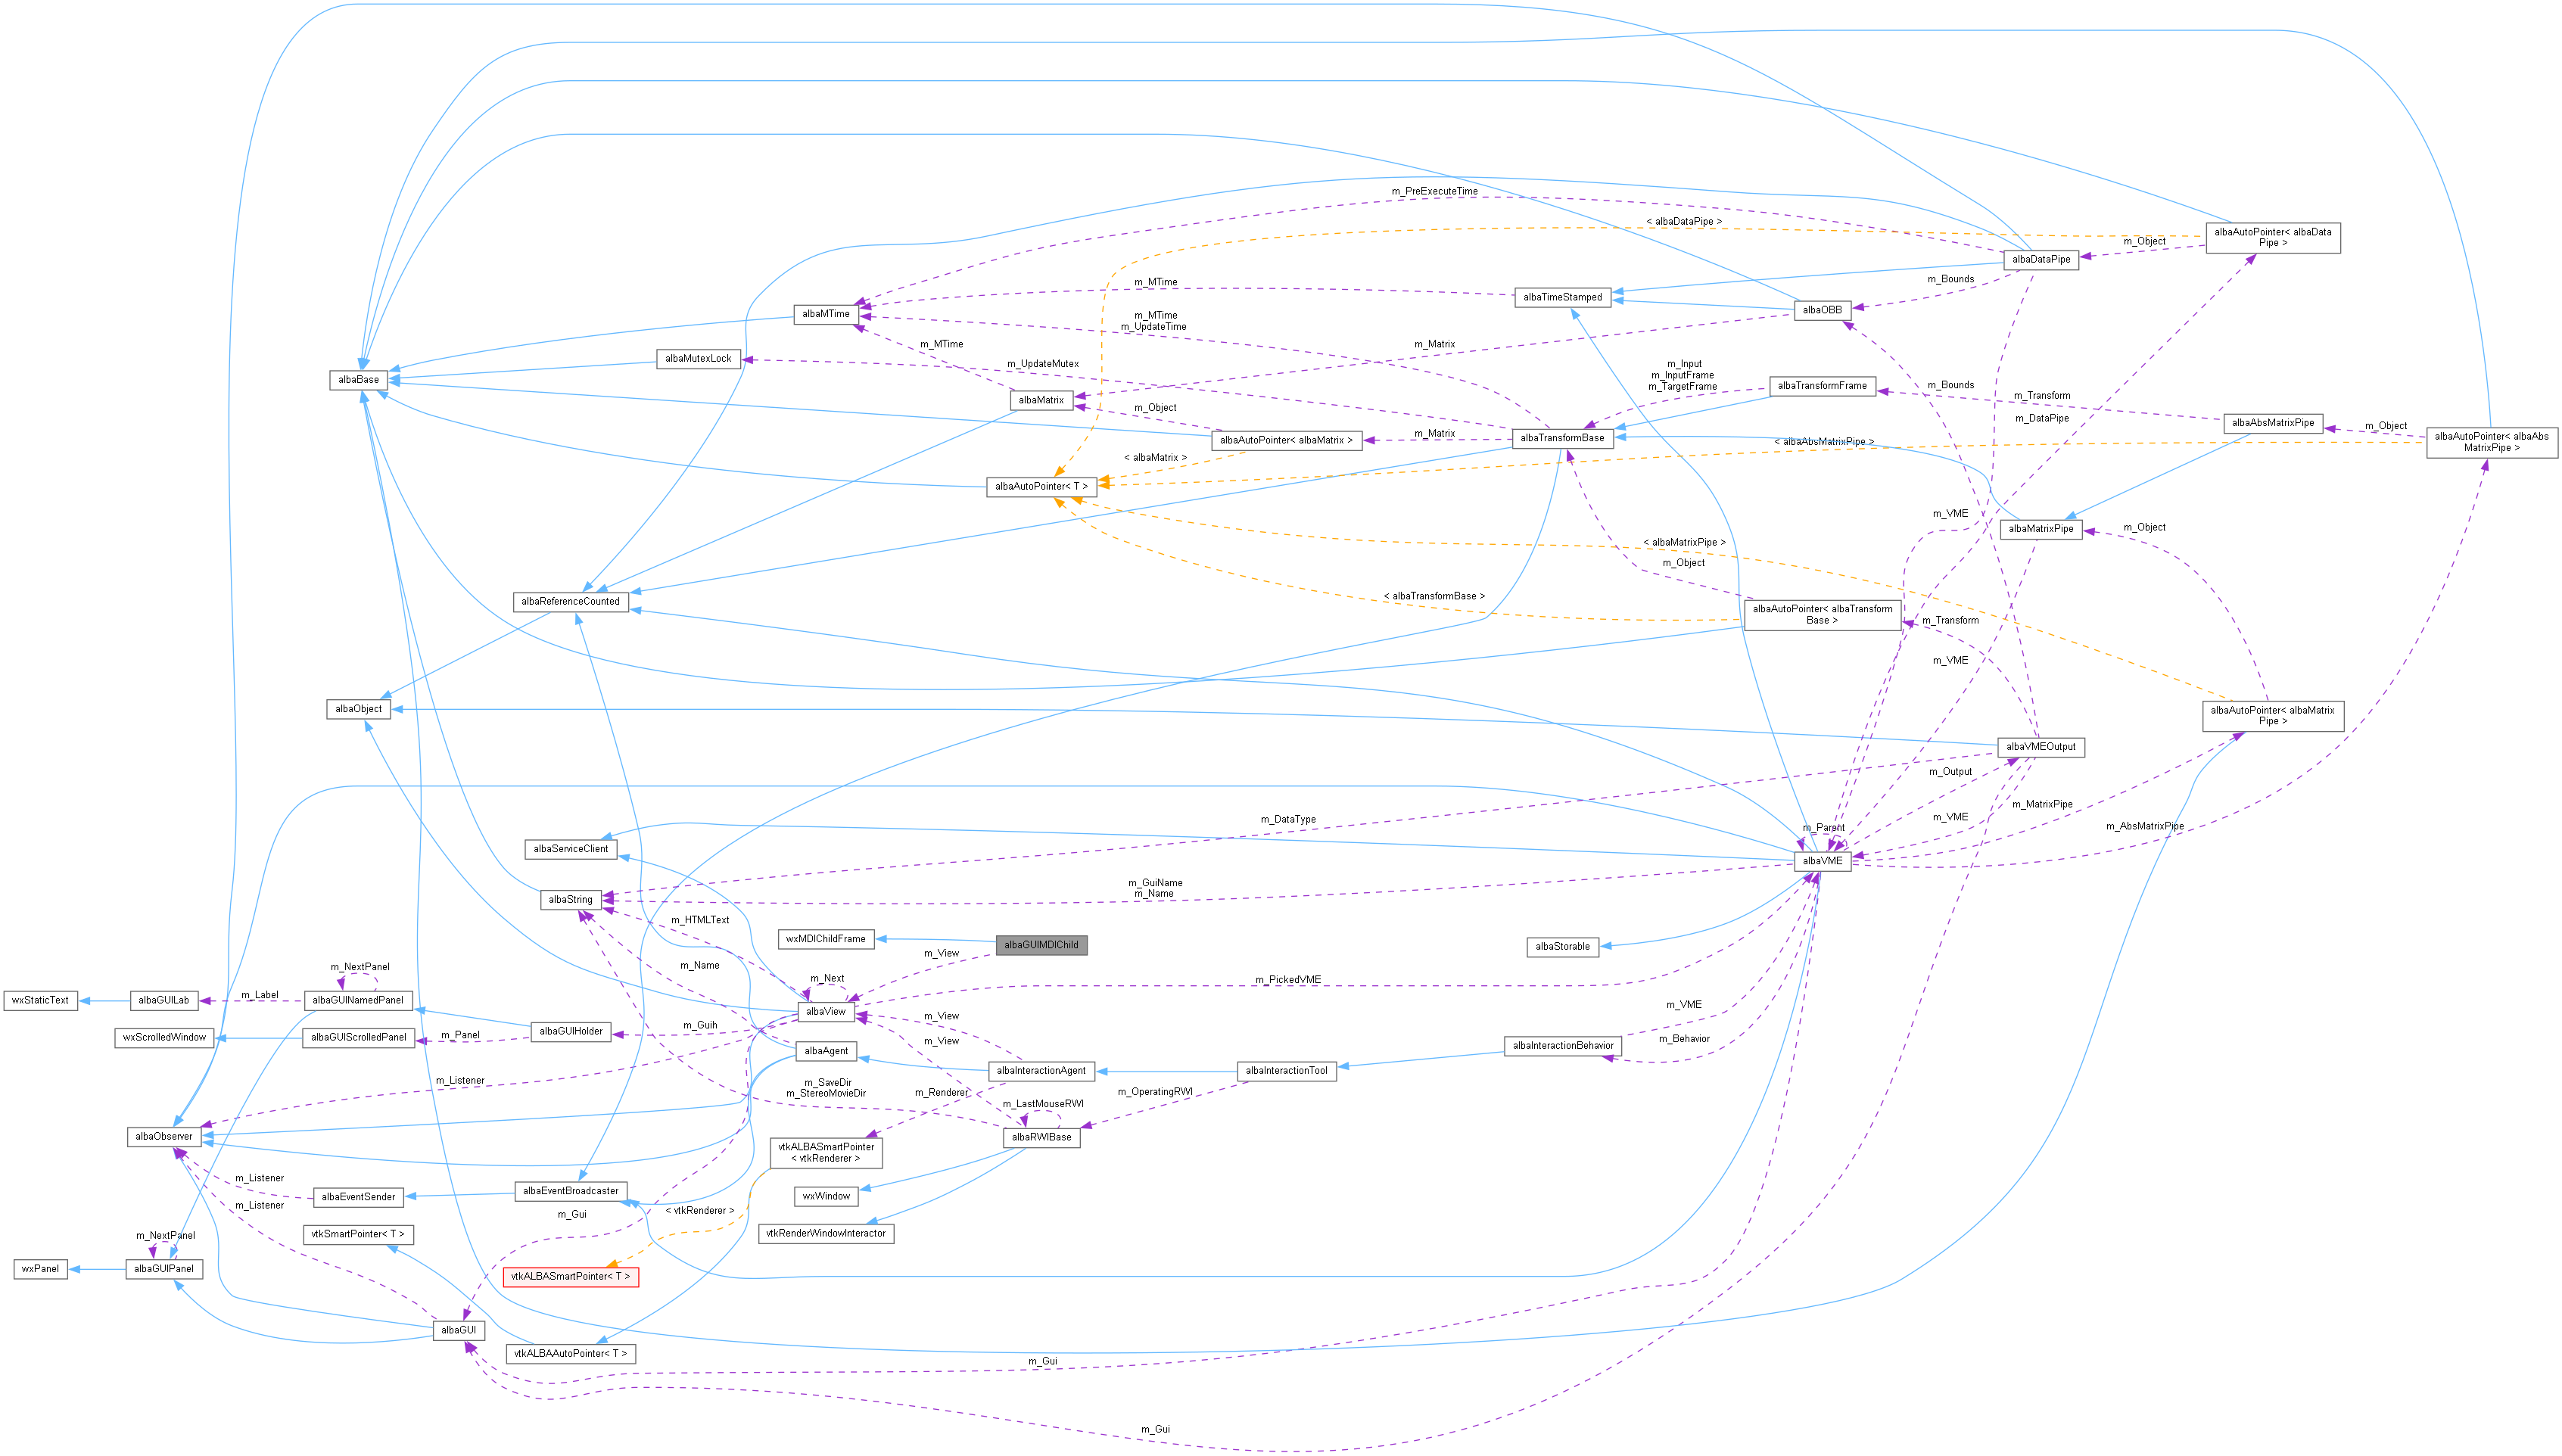 m_PreExecuteTime
< albaDataPipe >
albaAutoPointer< albaData
Pipe >
m_Object
albaDataPipe
m_Bounds
m_MTime
albaTimeStamped
albaOBB
albaMTime
m_MTime
m_UpdateTime
m_MTime
m_Matrix
albaMutexLock
m_UpdateMutex
m_Input
m_InputFrame
m_TargetFrame
albaTransformFrame
m_Bounds
m_Transform
albaBase
albaMatrix
m_Object
m_DataPipe
albaAbsMatrixPipe
m_Object
albaAutoPointer< albaAbs
MatrixPipe >
albaAutoPointer< albaMatrix >
m_Matrix
albaTransformBase
< albaAbsMatrixPipe >
< albaMatrix >
albaAutoPointer< T >
m_VME
albaMatrixPipe
m_Object
< albaMatrixPipe >
m_Object
albaReferenceCounted
< albaTransformBase >
albaAutoPointer< albaTransform
Base >
m_Transform
m_VME
albaObject
albaAutoPointer< albaMatrix
Pipe >
albaVMEOutput
m_Output
m_MatrixPipe
m_DataType
m_VME
m_AbsMatrixPipe
m_Parent
albaServiceClient
albaVME
m_GuiName
m_Name
albaString
m_HTMLText
wxMDIChildFrame
albaGUIMDIChild
albaStorable
m_View
m_Name
m_NextPanel
m_Next
m_PickedVME
wxStaticText
albaGUILab
m_Label
albaGUINamedPanel
albaView
m_VME
wxScrolledWindow
albaGUIScrolledPanel
m_Panel
albaGUIHolder
m_Guih
m_View
m_View
m_Behavior
albaInteractionBehavior
albaAgent
albaInteractionAgent
albaInteractionTool
m_Listener
m_SaveDir
m_StereoMovieDir
m_Renderer
m_OperatingRWI
m_LastMouseRWI
albaObserver
albaRWIBase
vtkALBASmartPointer
< vtkRenderer >
m_Listener
albaEventSender
albaEventBroadcaster
wxWindow
m_Listener
m_Gui
< vtkRenderer >
vtkRenderWindowInteractor
vtkSmartPointer< T >
m_NextPanel
wxPanel
albaGUIPanel
vtkALBASmartPointer< T >
albaGUI
vtkALBAAutoPointer< T >
m_Gui
m_Gui